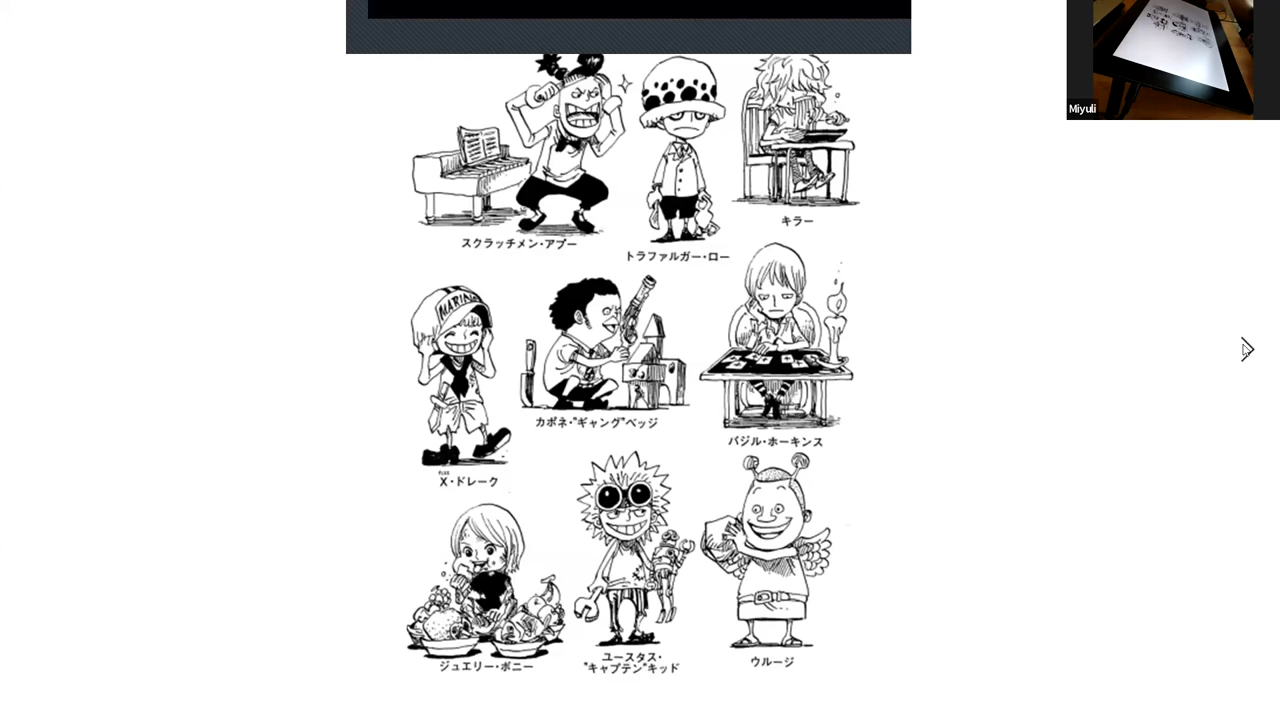 Miyuli
スクラッチメン・アプー
トラファルガー・ロー
キラー
MARINE
カポネ・"ギャング"ベッジ
バジル・ホーキンス
X・ドレーク
ジュエリー・ボニー
ユースタス・
"キャプテン"キッド
ウルージ